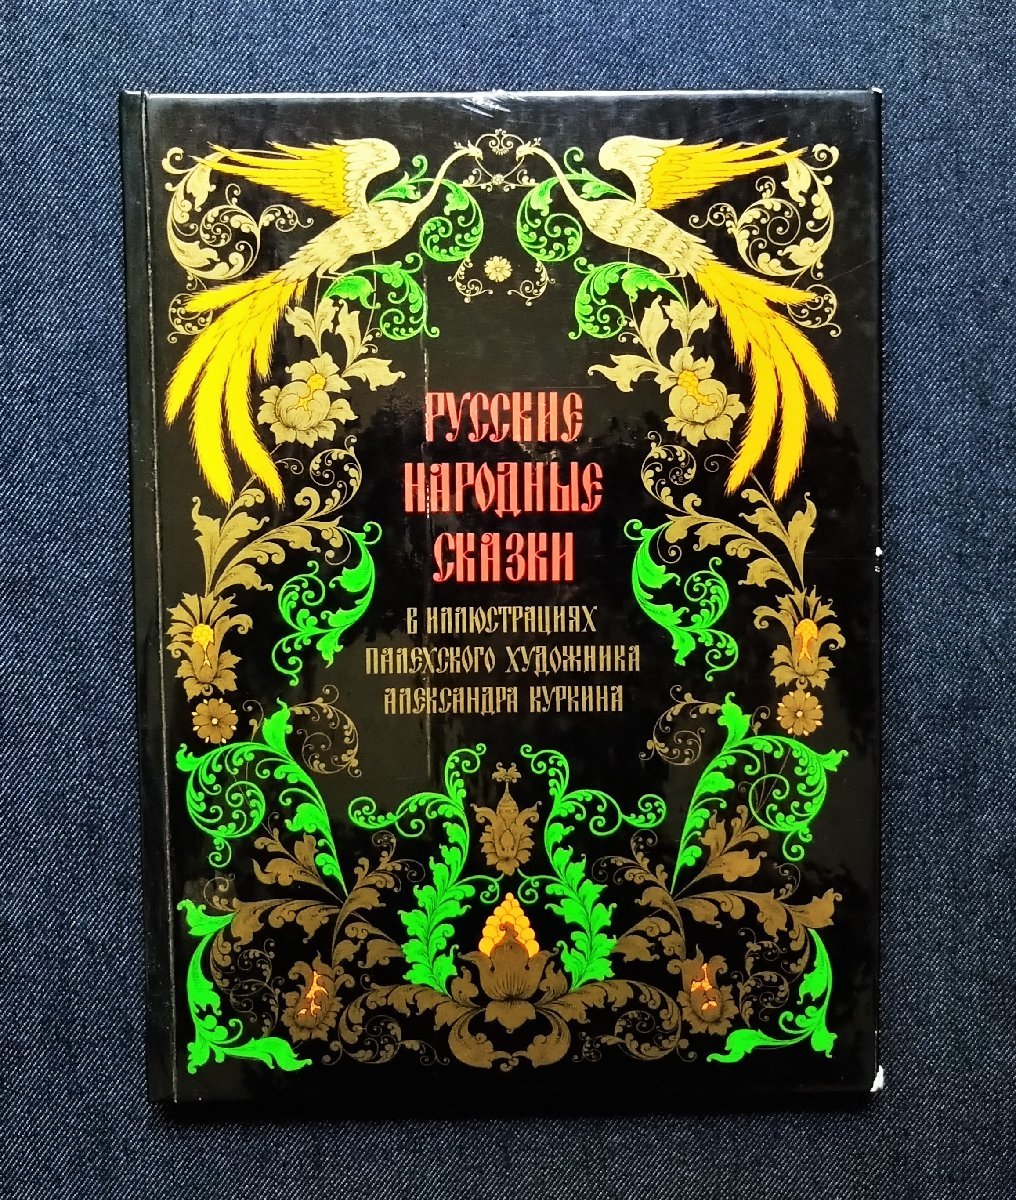 РУССКИЕ
НАРОДНЫЕ
СКАЗКИ
В ИЛЛЮСТРАЦИЯХ
ПАЛЕХСКОГО ХУДОЖНИКА
АЛЕКСАНДРА КУРКИНА